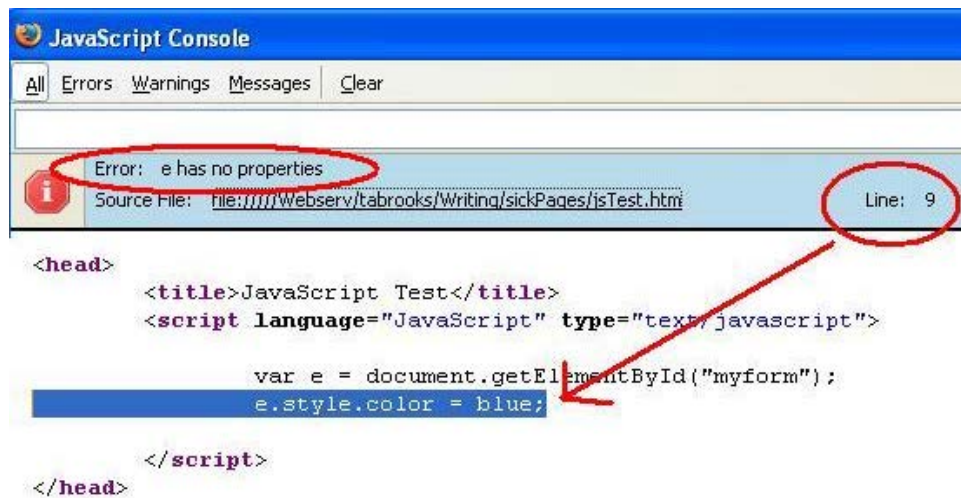 JavaScript Console
All Errors Warnings Messages Clear
Error: e has no properties
Source File: file://///Webserv/tabrooks/Writing/sickPages/jsTest.htm Line: 9
<head>
<title>JavaScript Test</title>
<script language="JavaScript" type="text/javascript">
var e = document.getElementById("myform");
e.style.color = blue;
</script>
</head>